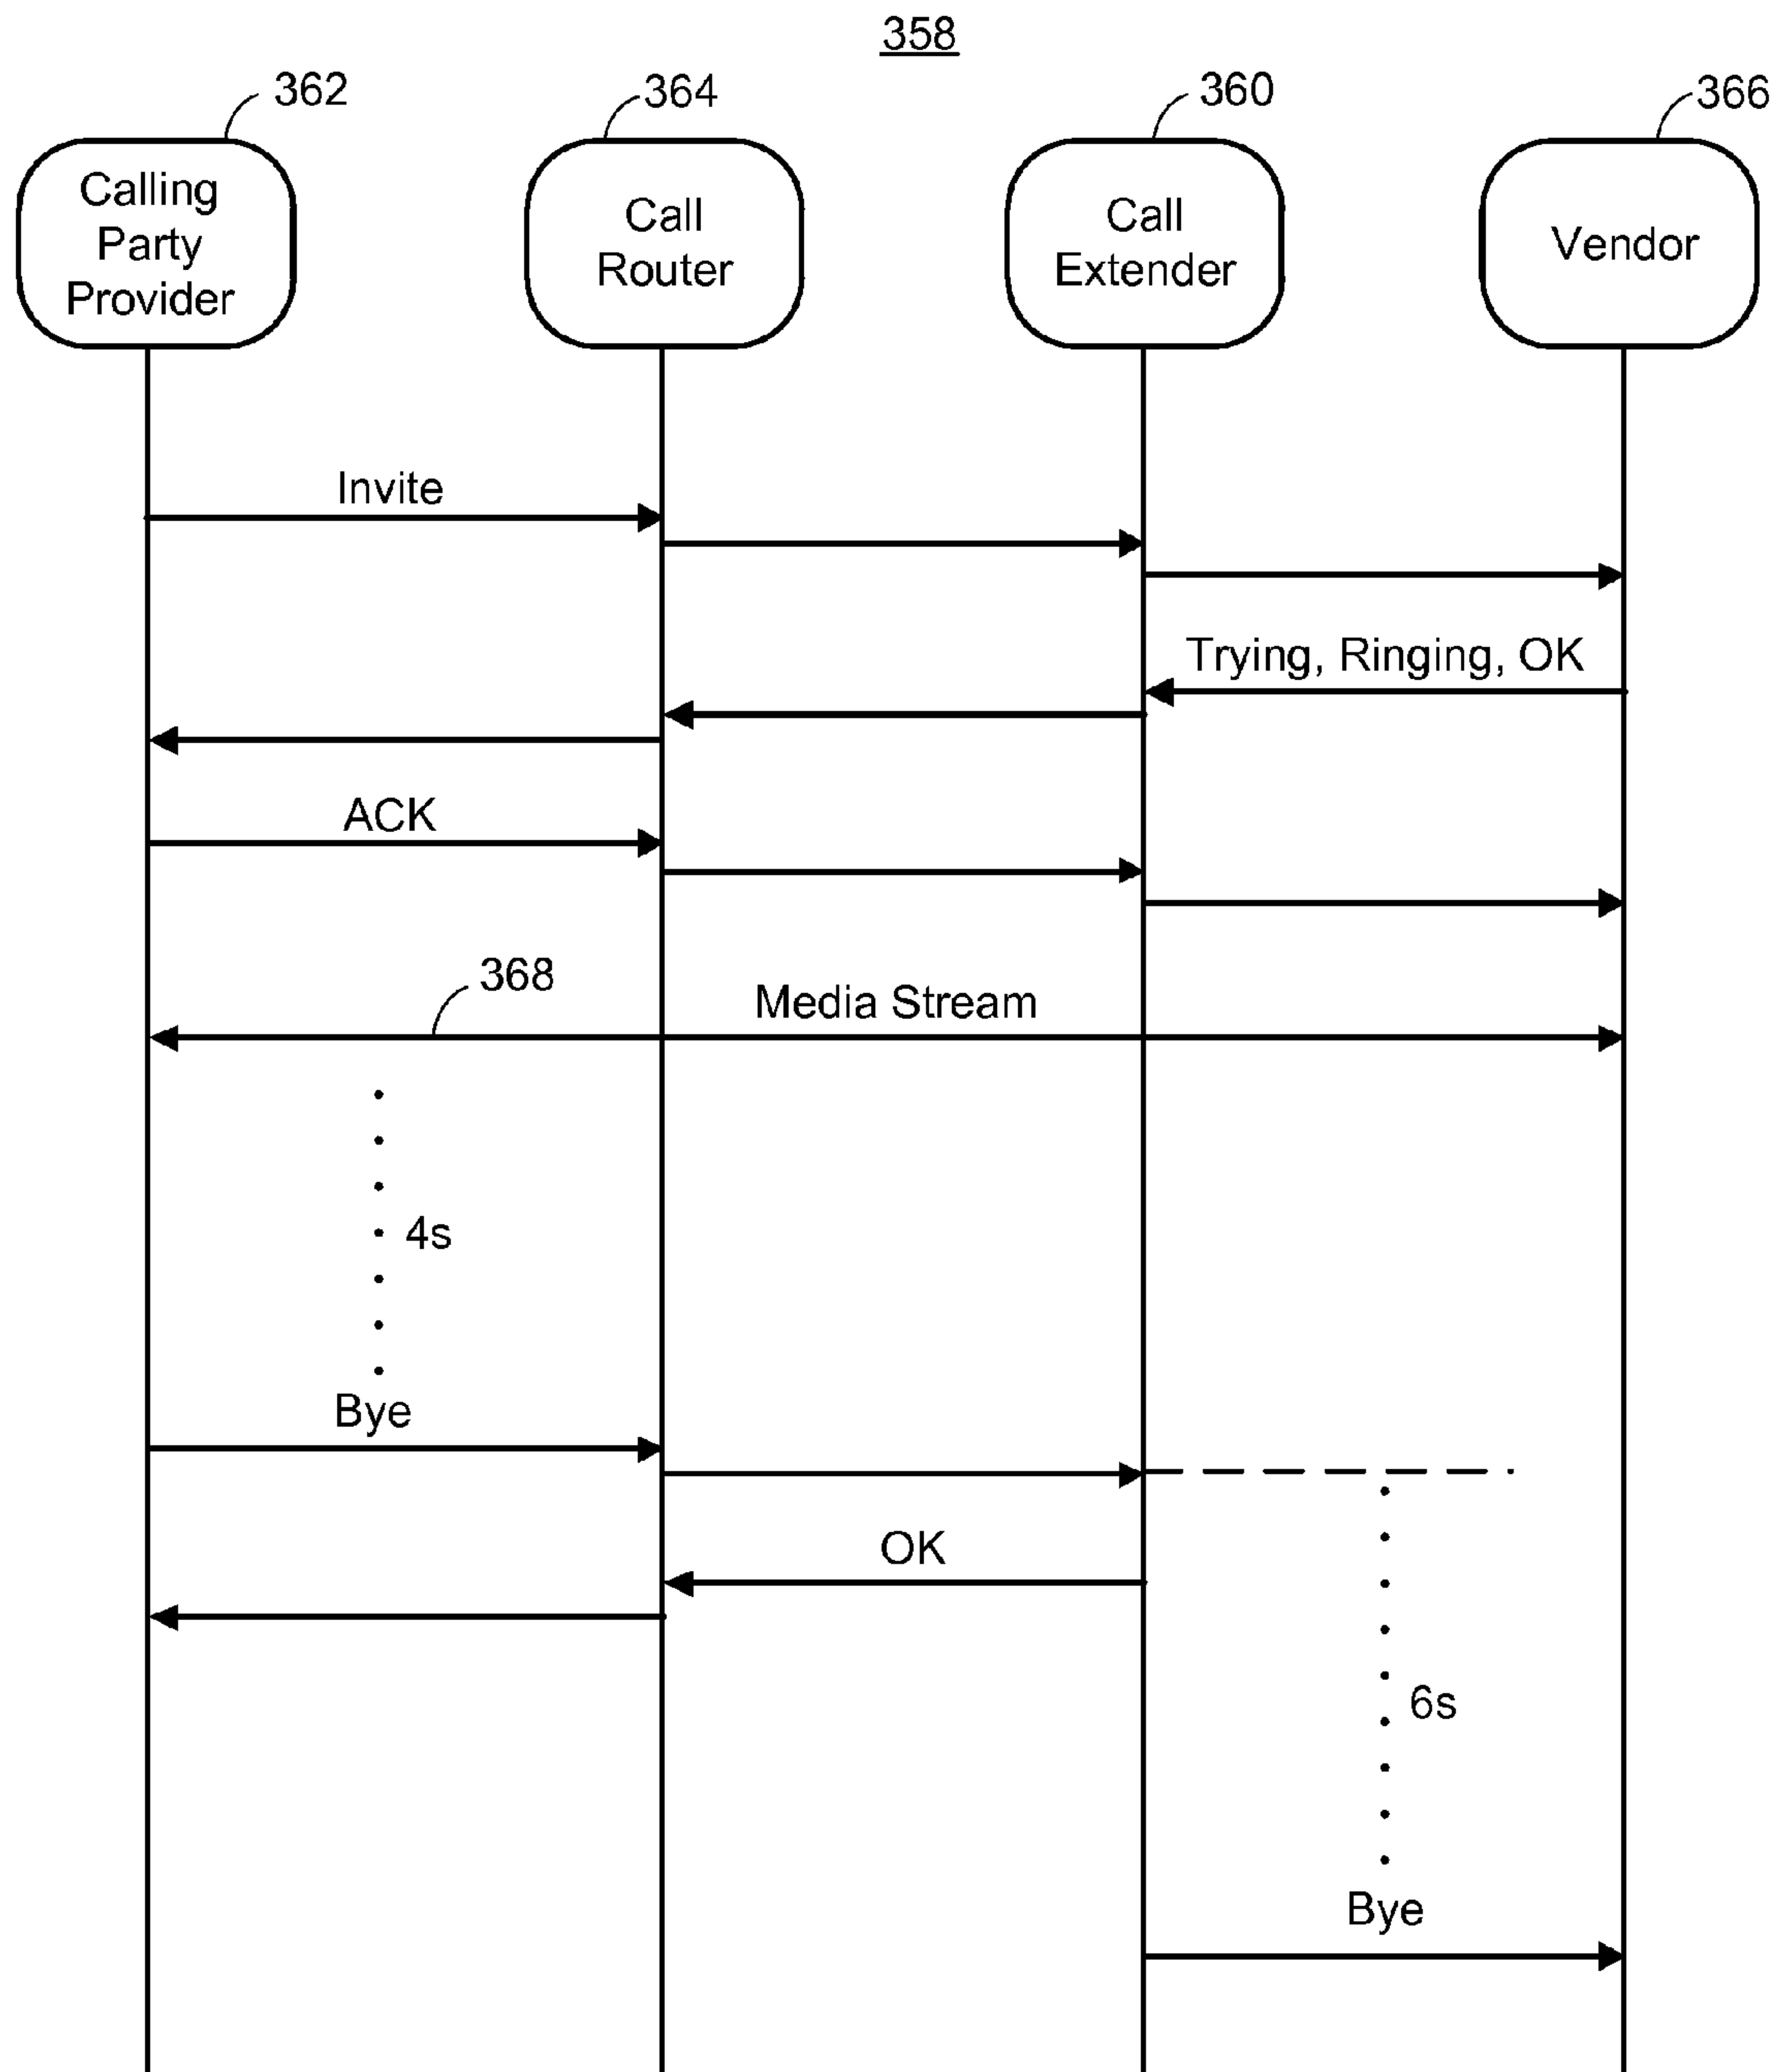 358
362
364
360
366
Calling
Party
Provider
Call
Router
Call
Extender
Vendor
Invite
Trying, Ringing, OK
ACK
368
Media Stream
4s
Bye
OK
6s
Bye